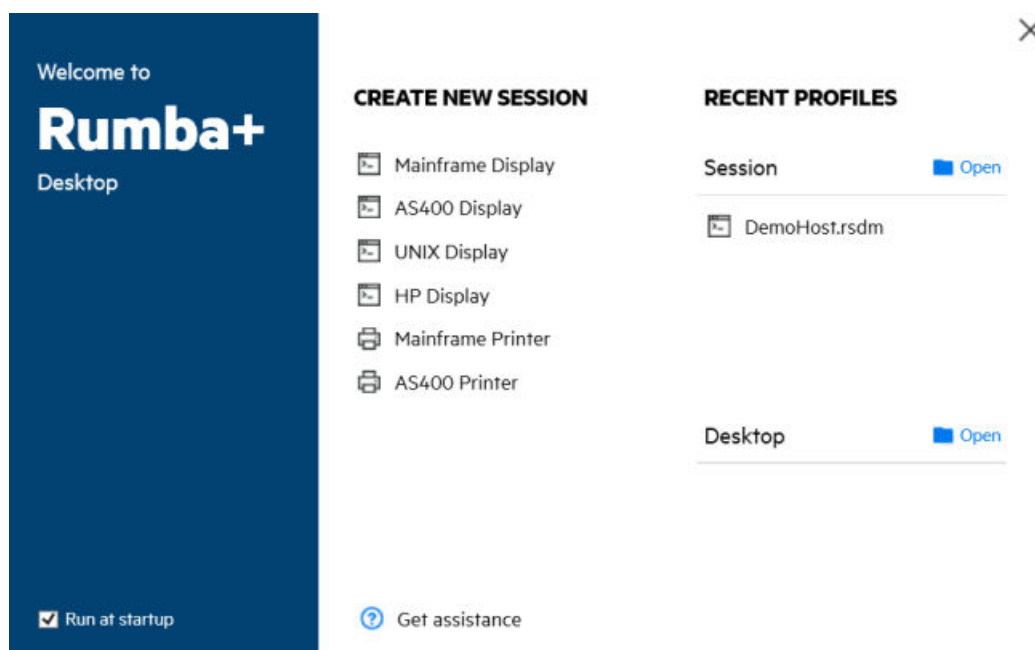 Welcome to
Rumba+
Desktop
Run at startup
CREATE NEW SESSION
Mainframe Display
AS400 Display
UNIX Display
HP Display
Mainframe Printer
AS400 Printer
Get assistance
RECENT PROFILES
Session Open
DemoHost.rsdm
Desktop Open